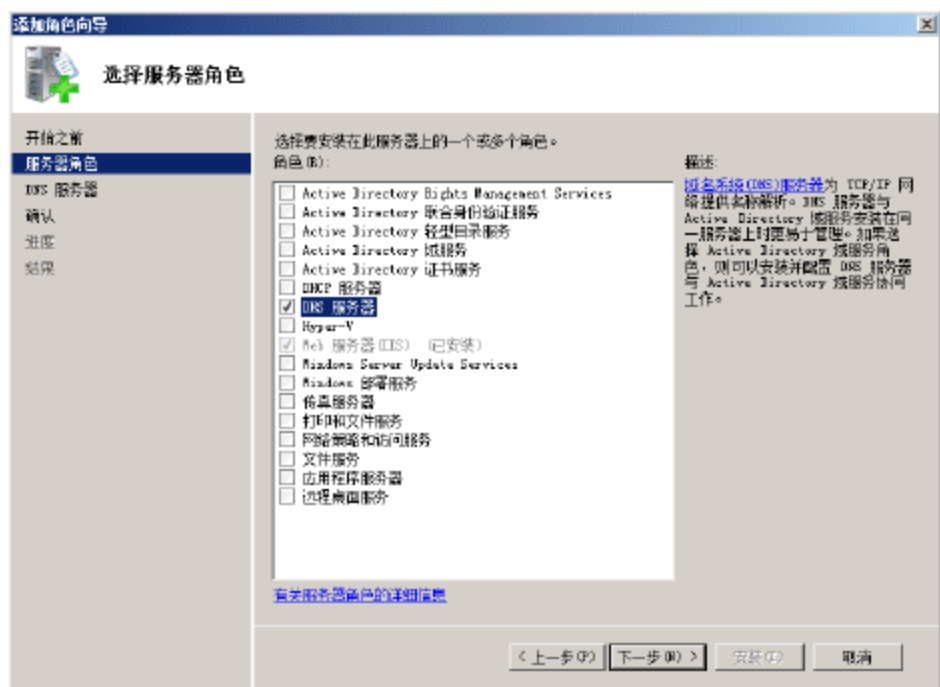 添加角色向导
选择服务器角色
开始之前
服务器角色
DNS 服务器
确认
进度
结果
选择要安装在此服务器上的一个或多个角色。
角色(R):
Active Directory Rights Management Services
Active Directory 联合身份验证服务
Active Directory 轻型目录服务
Active Directory 域服务
Active Directory 证书服务
DHCP 服务器
DNS 服务器
Hyper-V
Web 服务器(IIS) (已安装)
Windows Server Update Services
Windows 部署服务
传真服务器
打印和文件服务
网络策略和访问服务
文件服务
应用程序服务器
远程桌面服务
有关服务器角色的详细信息
描述:
域名系统(DNS)服务器为 TCP/IP 网
络提供名称解析。DNS 服务器与
Active Directory 域服务安装在同
一服务器上时更易于管理。如果选
择 Active Directory 域服务角
色，则可以安装并配置 DNS 服务器
与 Active Directory 域服务协同
工作。
< 上一步(P)
下一步(N) >
安装(I)
取消